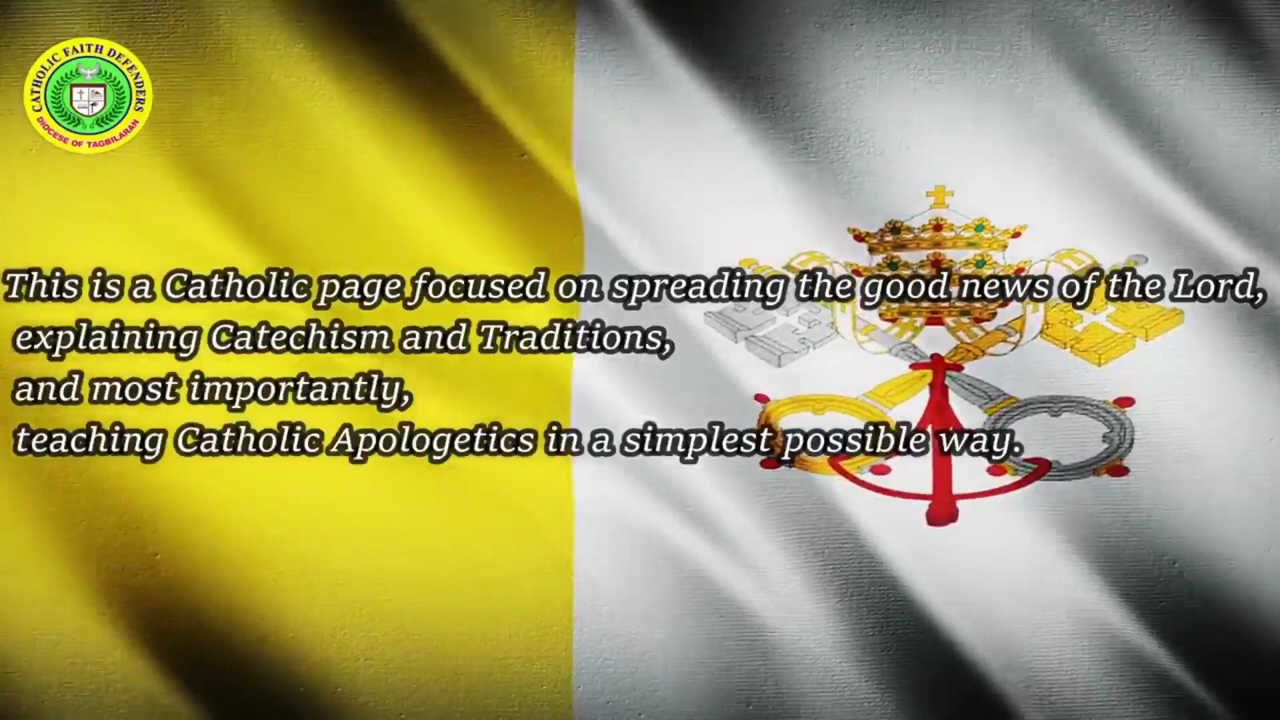 CATHOLIC FAITH DEFENDERS
DIOCESE OF TAGBILARAN
This is a Catholic page focused on spreading the good news of the Lord,
explaining Catechism and Traditions,
and most importantly,
teaching Catholic Apologetics in a simplest possible way.